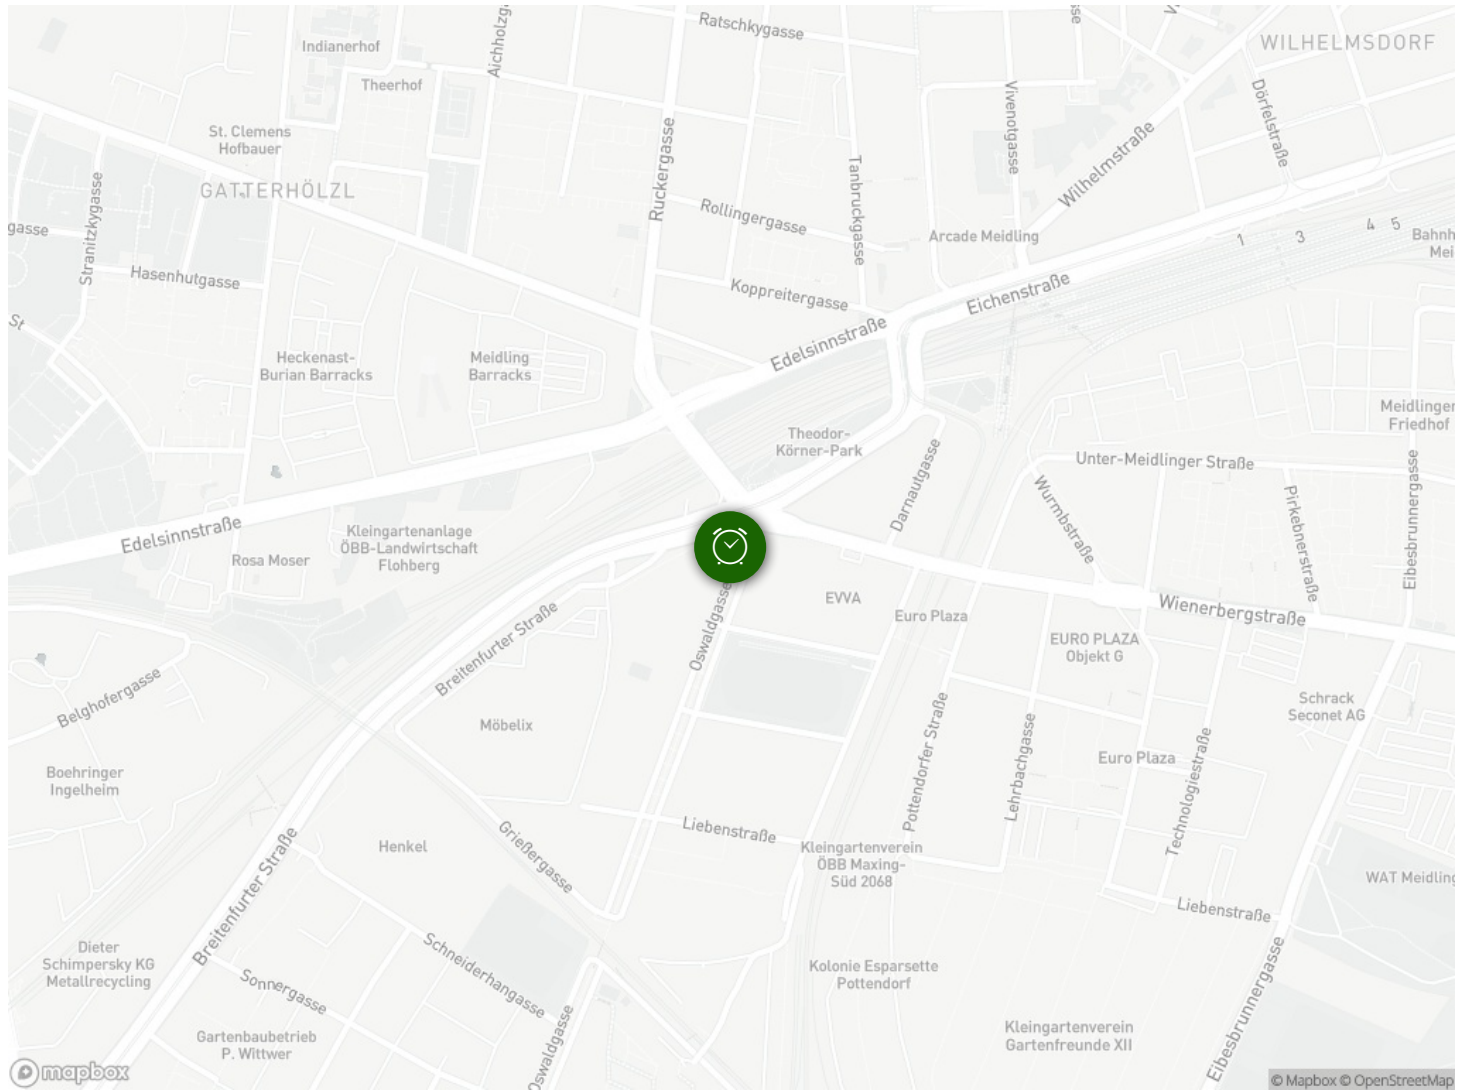 Ratschkygasse
WILHELMSDORF
Indianerhof
Aichholzg
Theerhof
Vivenotgasse
Dörfelstraße
St. Clemens
Hofbauer
Ruckergasse
Wilhelmstraße
GATTERHÖLZL
Tanbruckgasse
Stranitzkygasse
gasse
Rollingergasse
Arcade Meidling
1
3
4
5
Bahnh
Mei
Hasenhutgasse
Koppreitergasse
Eichenstraße
St
Edelsinnstraße
Heckenast-
Burian Barracks
Meidling
Barracks
Meidlinger
Friedhof
Theodor-
Körner-Park
Unter-Meidlinger Straße
Darnautgasse
Wurmbstraße
Pirkebnerstraße
Eibesbrunnergasse
Edelsinnstraße
Kleingartenanlage
ÖBB-Landwirtschaft
Flohberg
Rosa Moser
EVVA
Euro Plaza
Wienerbergstraße
Oswaldgasse
Breitenfurter Straße
EURO PLAZA
Objekt G
Belghofergasse
Schrack
Seconet AG
Möbelix
Pottendorfer Straße
Lehrbachgasse
Euro Plaza
Technologiestraße
Boehringer
Ingelheim
Liebenstraße
Henkel
Grießergasse
Kleingartenverein
ÖBB Maxing-
Süd 2068
WAT Meidling
Breitenfurter Straße
Liebenstraße
Dieter
Schimpersky KG
Metallrecycling
Schneiderhangasse
Sonnergasse
Kolonie Esparsette
Pottendorf
Eibesbrunnergasse
Oswaldgasse
Gartenbaubetrieb
P. Wittwer
Kleingartenverein
Gartenfreunde XII
mapbox
© Mapbox © OpenStreetMap